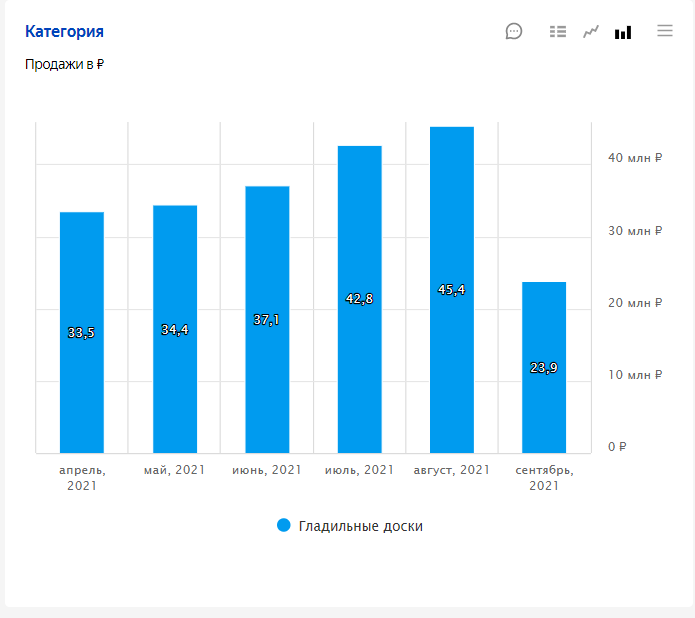 Категория
Продажи в ₽
40 млн ₽
30 млн ₽
20 млн ₽
10 млн ₽
0 ₽
33,5
34,4
37,1
42,8
45,4
23,9
апрель,
2021
май, 2021
июнь, 2021
июль, 2021
август, 2021
сентябрь,
2021
Гладильные доски